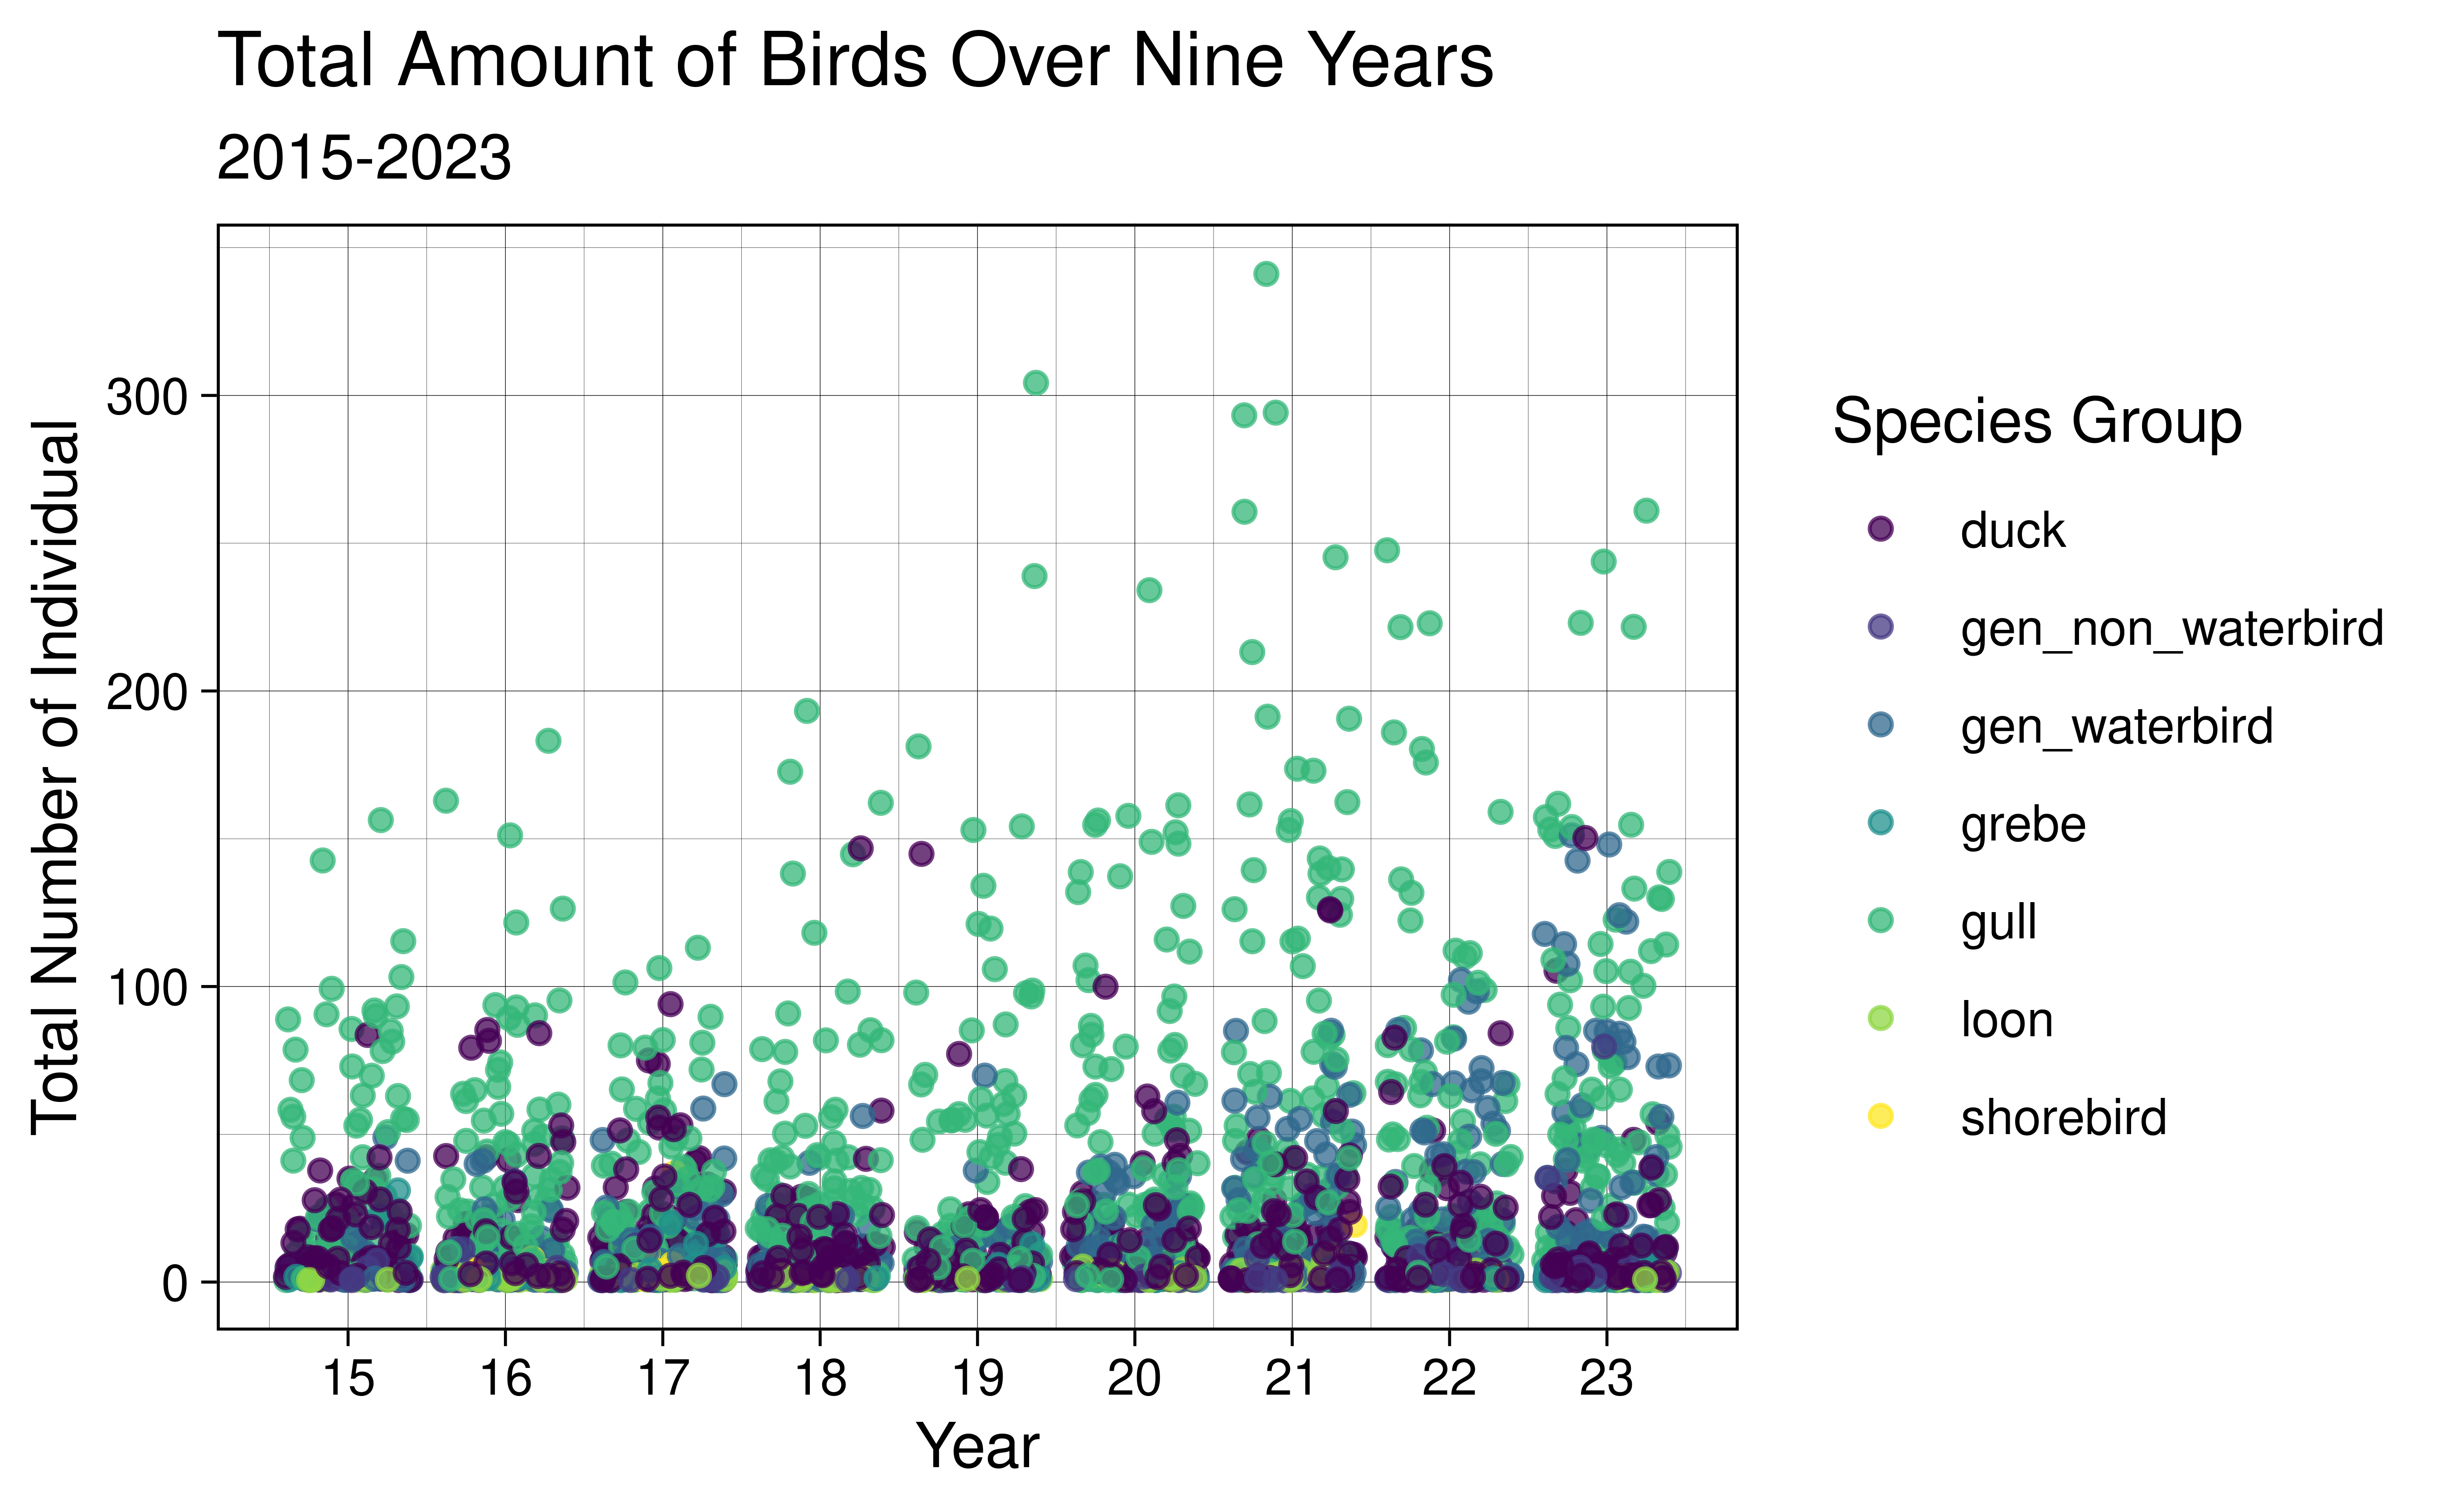 Total Amount of Birds Over Nine Years
2015-2023
Total Number of Individual
300
200
100
0
15 16 17 18 19 20 21 22 23
Year
Species Group
duck
gen_non_waterbird
gen_waterbird
grebe
gull
loon
shorebird